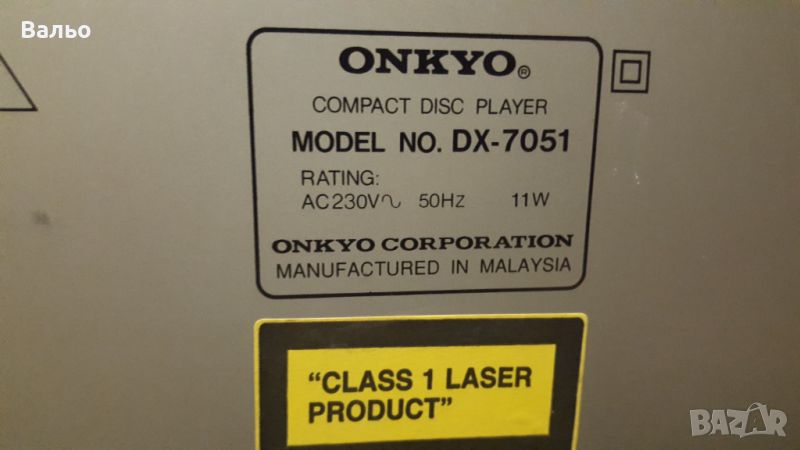 Вальо
ONKYO®
COMPACT DISC PLAYER
MODEL NO. DX-7051
RATING:
AC230V∿ 50HZ 11W
ONKYO CORPORATION
MANUFACTURED IN MALAYSIA
“CLASS 1 LASER
PRODUCT”
BAZAR